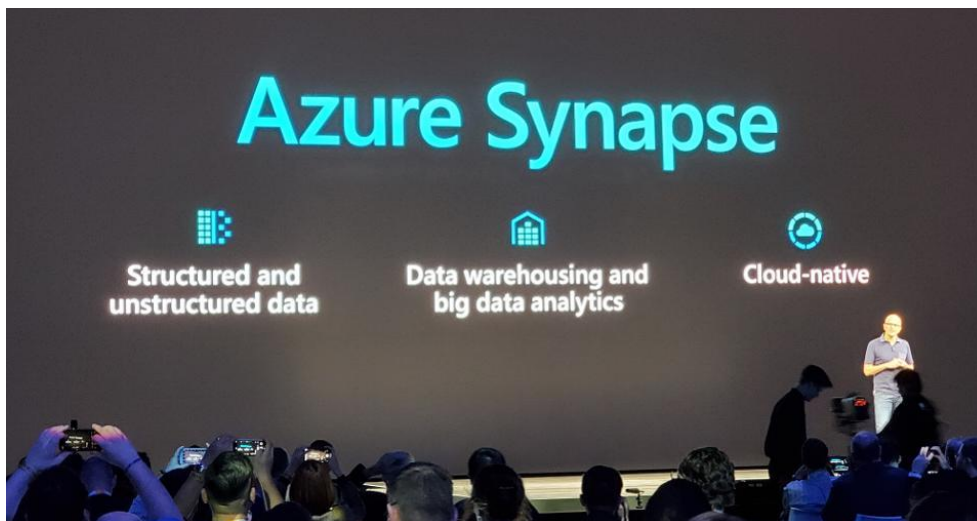 Azure Synapse
Structured and
unstructured data
Data warehousing and
big data analytics
Cloud-native